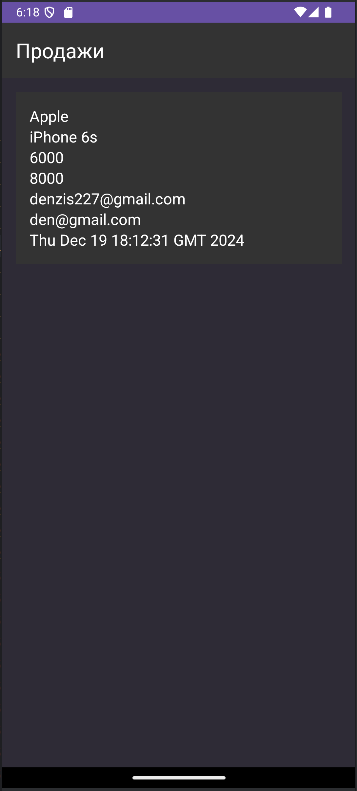 6:18
Продажи
Apple
iPhone 6s
6000
8000
denzis227@gmail.com
den@gmail.com
Thu Dec 19 18:12:31 GMT 2024